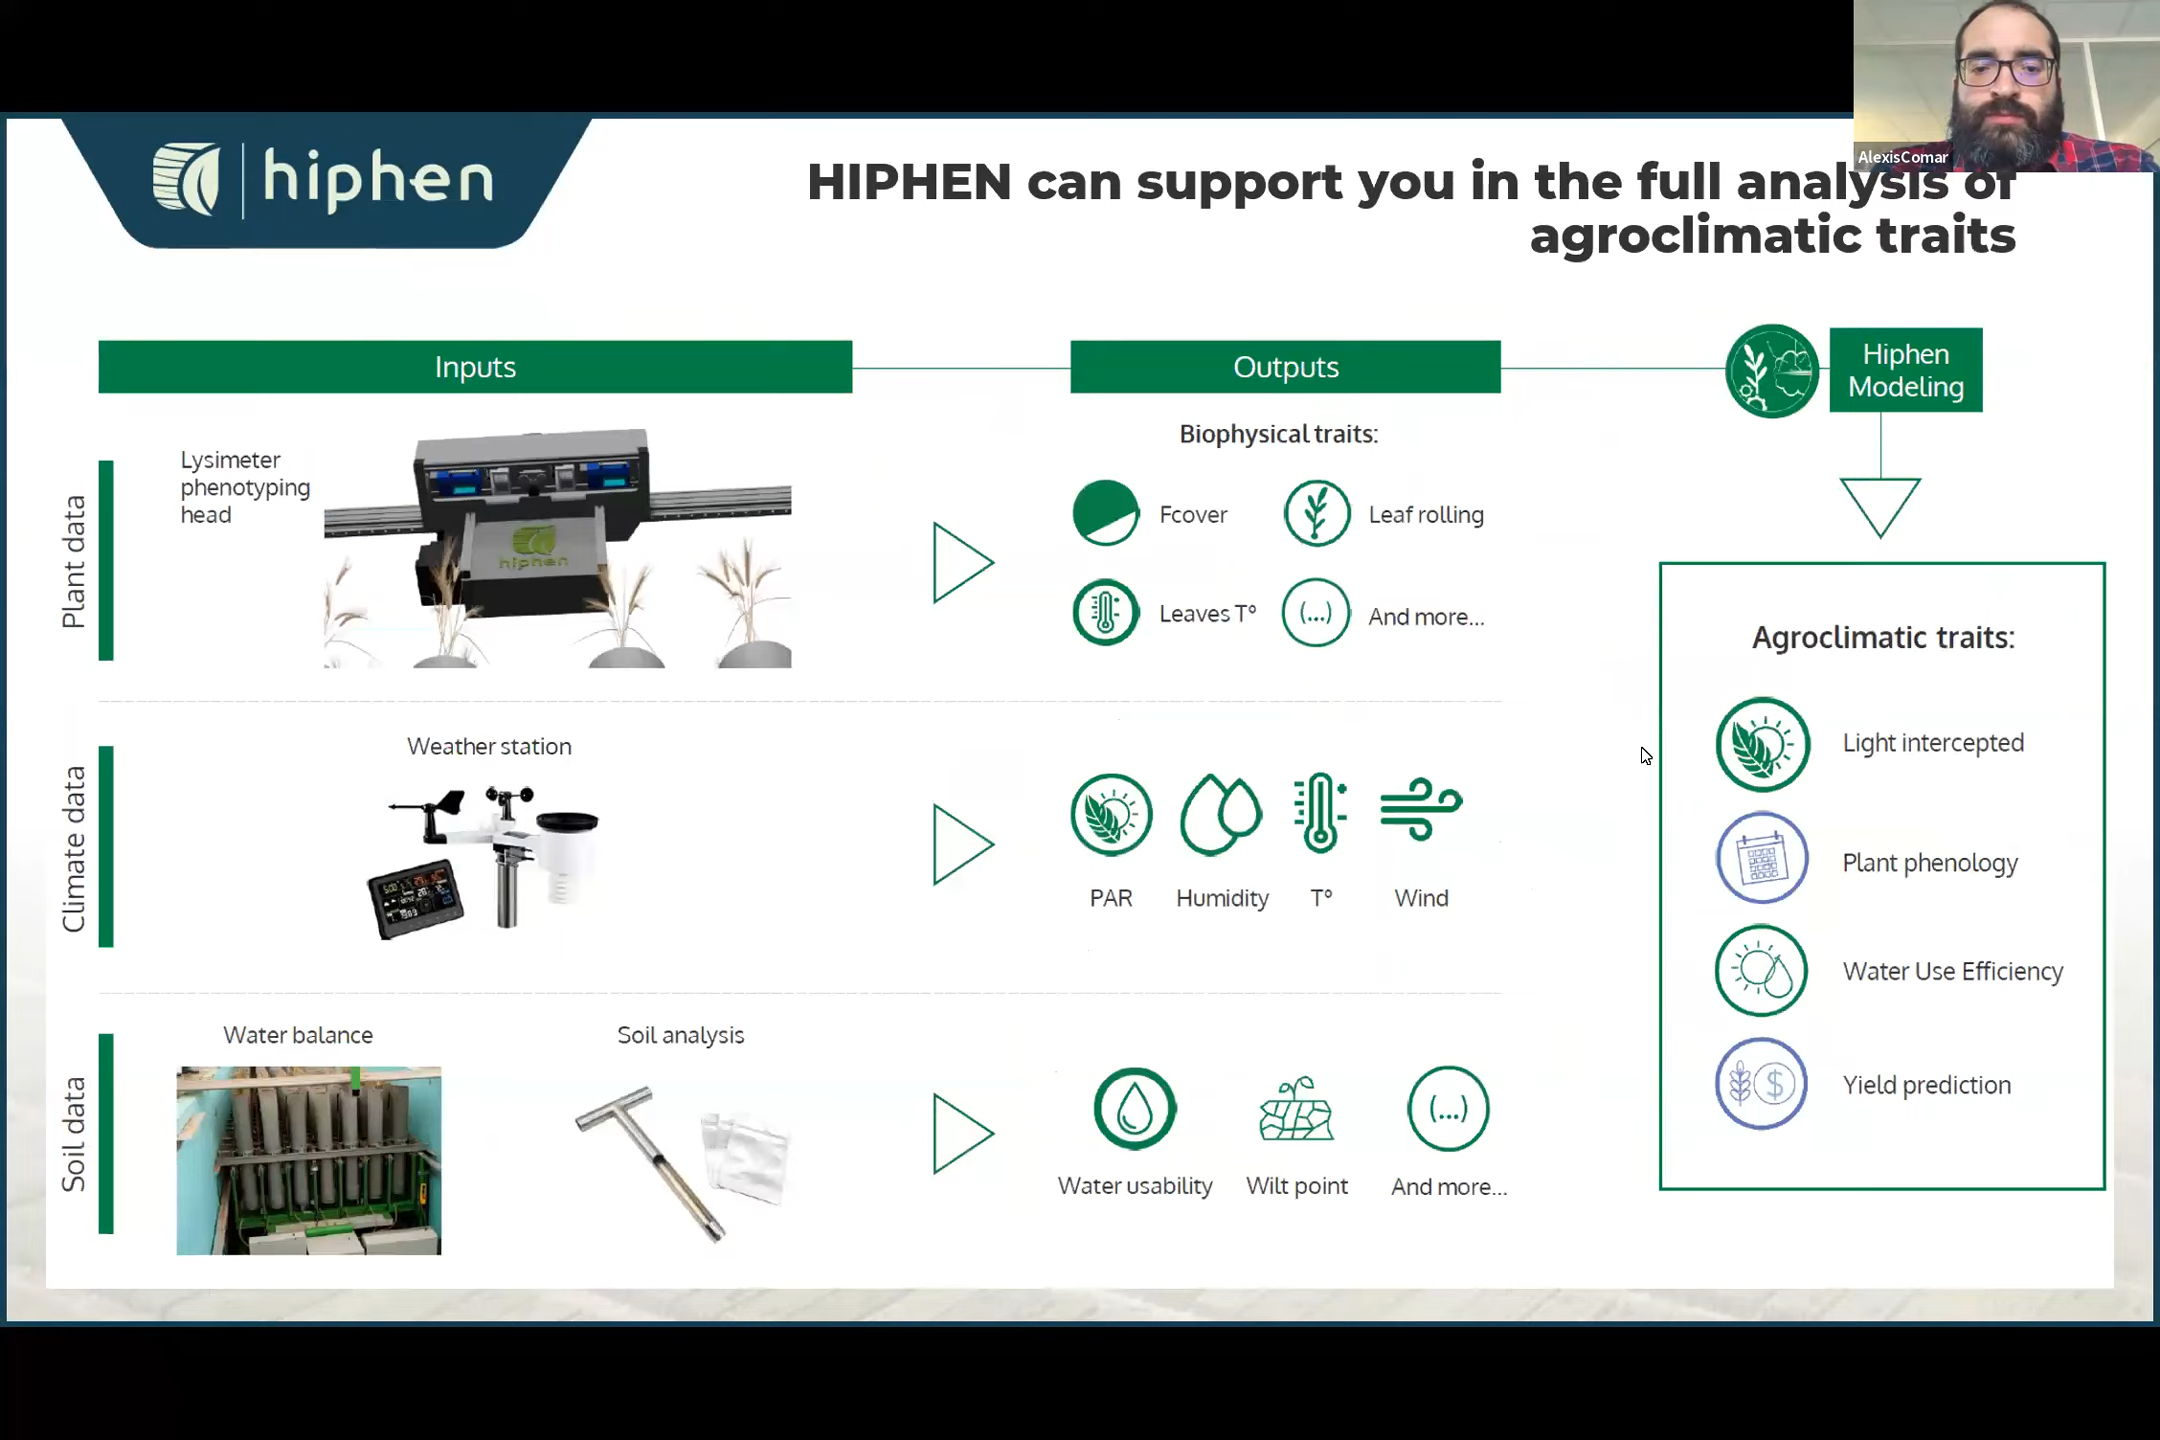 AlexisComar
hiphen
HIPHEN can support you in the full analysis of
agroclimatic traits
Inputs
Outputs
Hiphen
Modeling
Plant data
Lysimeter
phenotyping
head
hiphen
Biophysical traits:
Fcover
Leaf rolling
Leaves T°
(...)
And more...
Climate data
Weather station
PAR
Humidity
T°
Wind
Soil data
Water balance
Soil analysis
Water usability
Wilt point
(...)
And more...
Agroclimatic traits:
Light intercepted
Plant phenology
Water Use Efficiency
$
Yield prediction